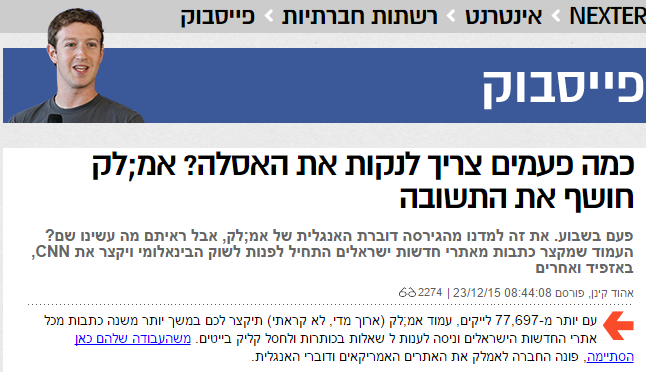 NEXTER > אינטרנט > רשתות חברתיות > פייסבוק
פייסבוק
כמה פעמים צריך לנקות את האסלה? אמ;לק
חושף את התשובה
פעם בשבוע. את זה למדנו מהגירסה דוברת האנגלית של אמ;לק, אבל ראיתם מה עשינו שם?
העמוד שמקצר כתבות מאתרי חדשות ישראלים התחיל לפנות לשוק הבינאלומי ויקצר את CNN,
באזפיד ואחרים
אהוד קינן, פורסם 23/12/15 08:44:08 | 2274
עם יותר מ-77,697 לייקים, עמוד אמ;לק (ארוך מדי, לא קראתי) תיקצר לכם במשך יותר משנה כתבות מכל
אתרי החדשות הישראלים וניסה לענות ל שאלות בכותרות ולחסל קליק בייטים. משהעבודה שלהם כאן
הסתיימה, פונה החברה לאמלק את האתרים האמריקאים ודוברי האנגלית.